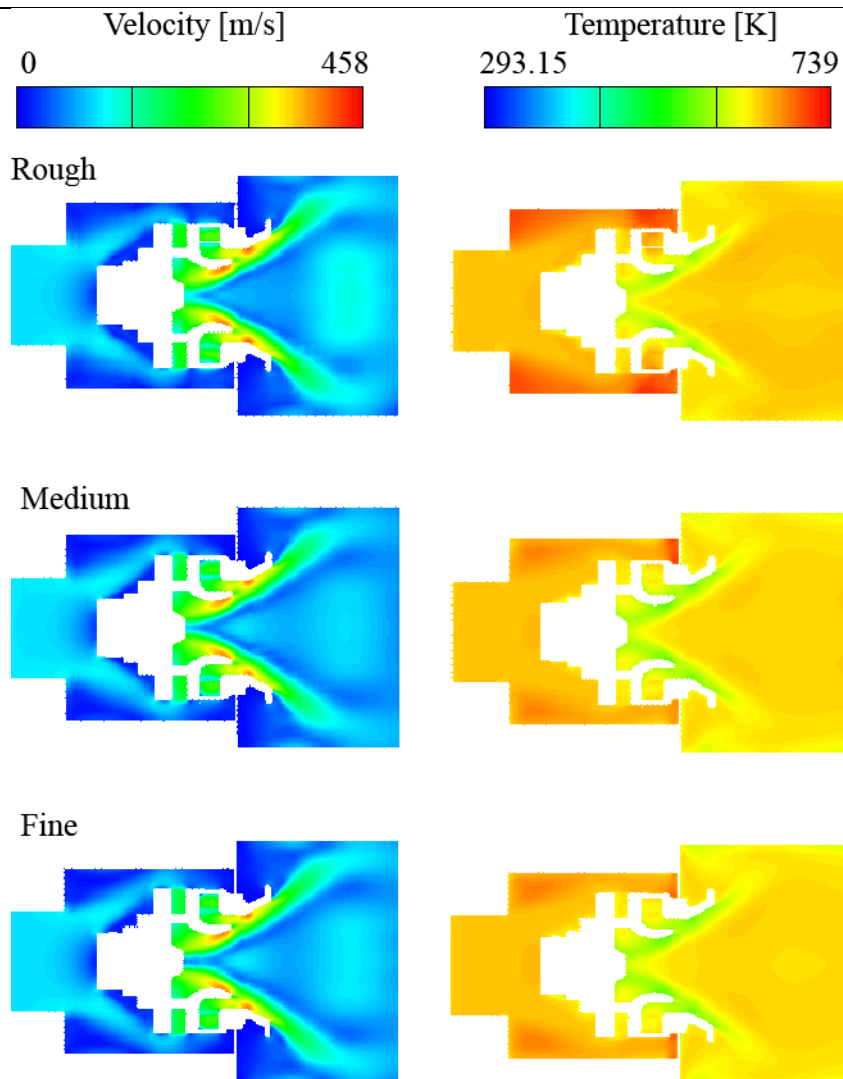 Velocity [m/s]
Temperature [K]
0
458
293.15
739
Rough
Medium
Fine